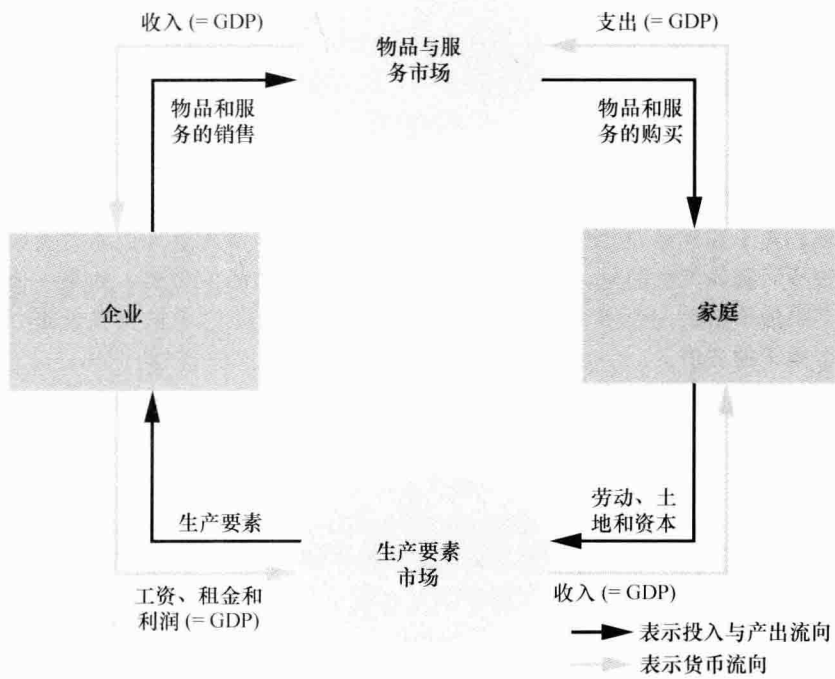 收入 (= GDP)
物品与服
务市场
支出 (= GDP)
物品和服
务的销售
物品和服
务的购买
企业
家庭
生产要素
生产要素
市场
劳动、土
地和资本
工资、租金和
利润 (= GDP)
收入 (= GDP)
表示投入与产出流向
表示货币流向